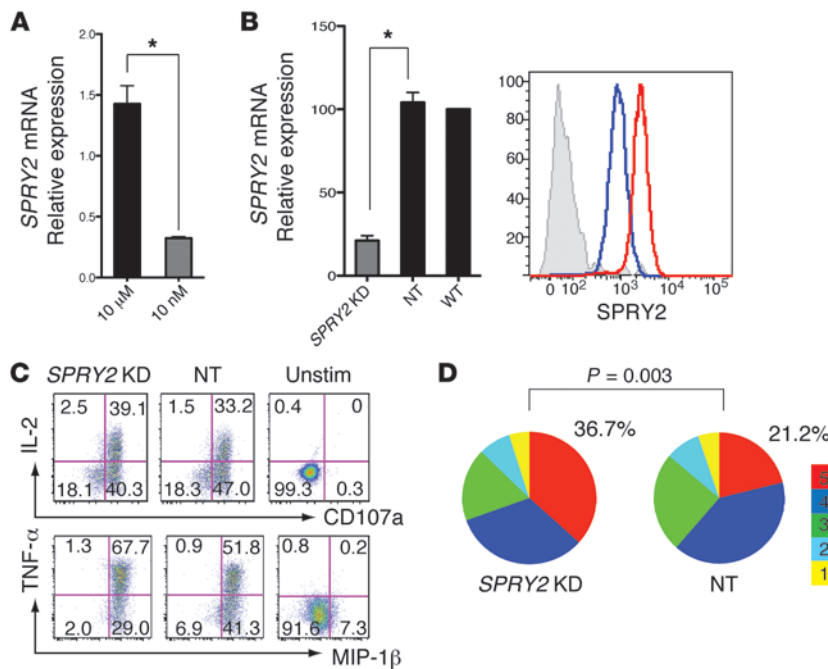 A
SPRY2 mRNA
Relative expression
2.0
1.5
1.0
0.5
0.0
*
10 µM
10 nM
B
SPRY2 mRNA
Relative expression
150
100
50
0
*
SPRY2 KD
NT
WT
100
80
60
40
20
0 10² 10³ 10⁴ 10⁵
SPRY2
C
SPRY2 KD NT Unstim
IL-2
2.5 39.1
18.1 40.3
1.5 33.2
18.3 47.0
0.4 0
99.3 0.3
CD107a
TNF-α
1.3 67.7
2.0 29.0
0.9 51.8
6.9 41.3
0.8 0.2
91.6 7.3
MIP-1β
D
P = 0.003
36.7%
21.2%
SPRY2 KD
NT
5
4
3
2
1